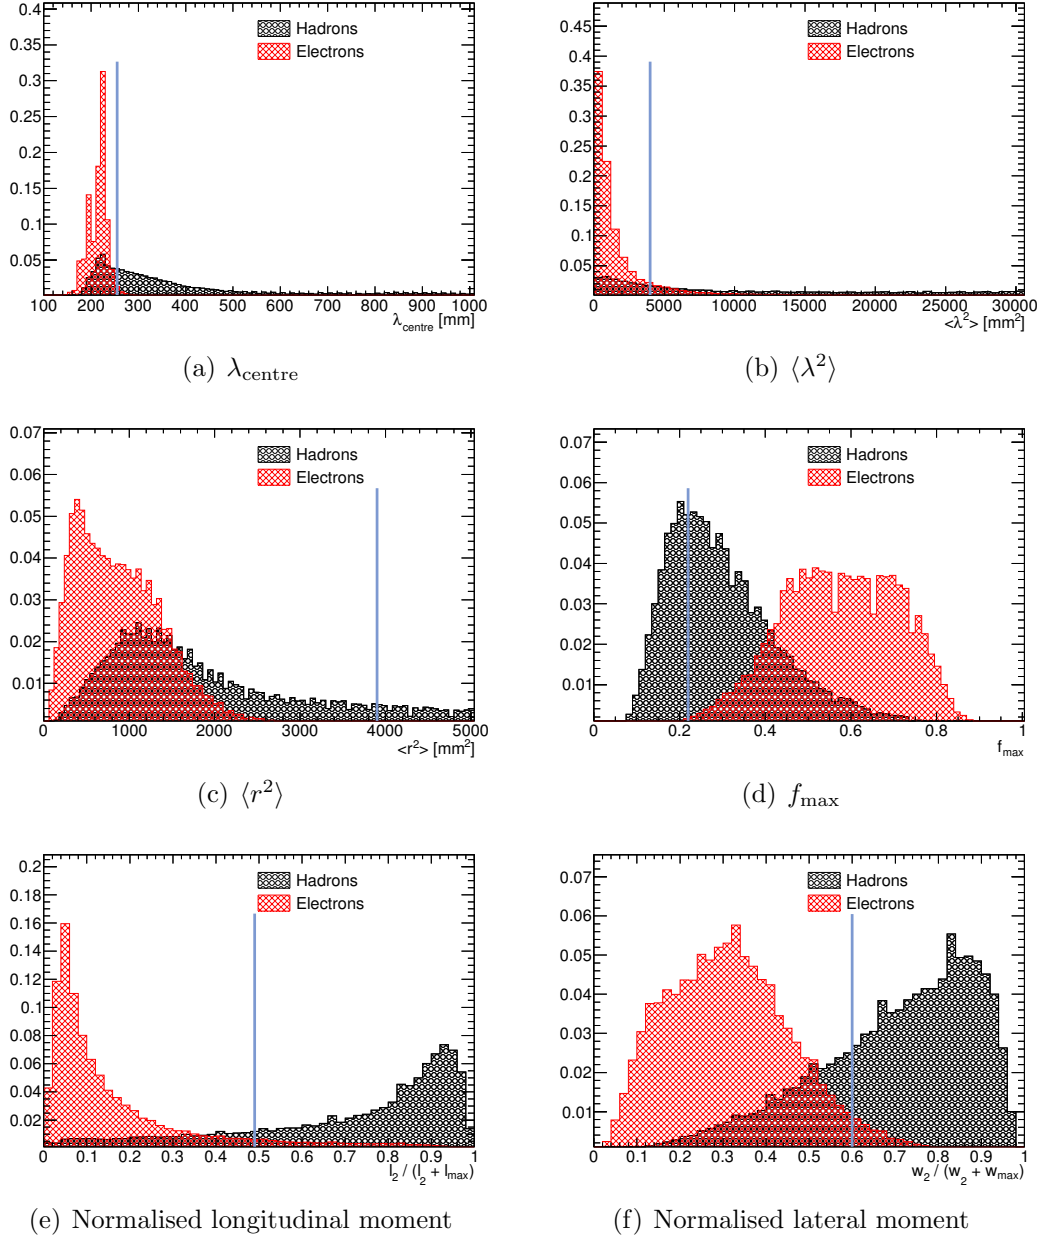 0.4
0.35
0.3
0.25
0.2
0.15
0.1
0.05
Hadrons
Electrons
100 200 300 400 500 600 700 800 900 1000
λcentre [mm]
(a) λcentre
0.45
0.4
0.35
0.3
0.25
0.2
0.15
0.1
0.05
Hadrons
Electrons
0 5000 10000 15000 20000 25000 30000
<λ²> [mm²]
(b) ⟨λ²⟩
0.07
0.06
0.05
0.04
0.03
0.02
0.01
Hadrons
Electrons
0 1000 2000 3000 4000 5000
<r²> [mm²]
(c) ⟨r²⟩
0.07
0.06
0.05
0.04
0.03
0.02
0.01
Hadrons
Electrons
0 0.2 0.4 0.6 0.8 1
fmax
(d) fmax
0.2
0.18
0.16
0.14
0.12
0.1
0.08
0.06
0.04
0.02
Hadrons
Electrons
0 0.1 0.2 0.3 0.4 0.5 0.6 0.7 0.8 0.9 1
l2 / (l2 + lmax)
(e) Normalised longitudinal moment
0.07
0.06
0.05
0.04
0.03
0.02
0.01
Hadrons
Electrons
0 0.1 0.2 0.3 0.4 0.5 0.6 0.7 0.8 0.9 1
w2 / (w2 + wmax)
(f) Normalised lateral moment